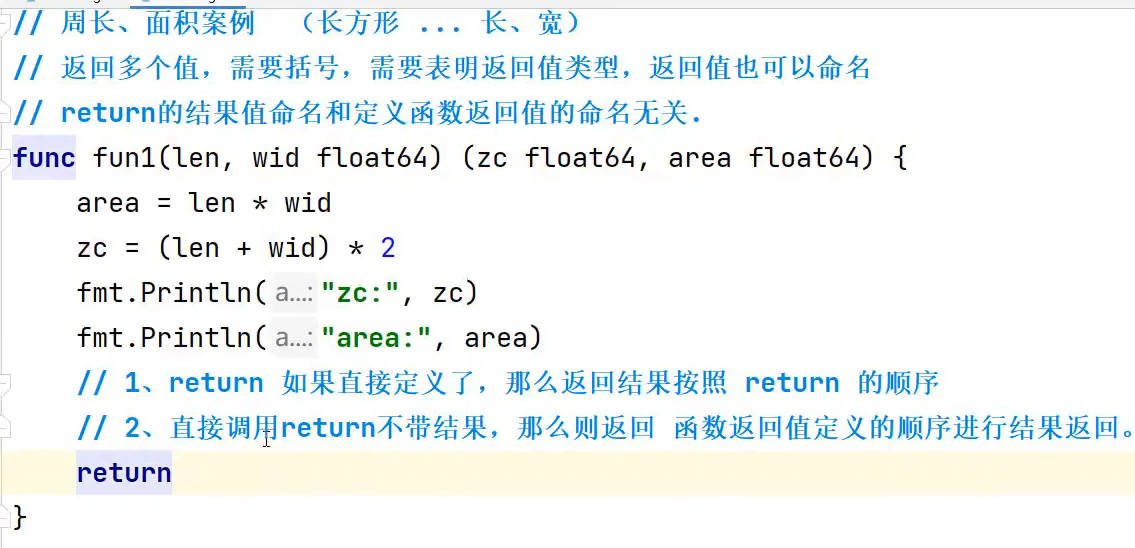 // 周长、面积案例  （长方形 ... 长、宽）
// 返回多个值，需要括号，需要表明返回值类型，返回值也可以命名
// return的结果值命名和定义函数返回值的命名无关.
func fun1(len, wid float64) (zc float64, area float64) {
    area = len * wid
    zc = (len + wid) * 2
    fmt.Println( a...: "zc:", zc)
    fmt.Println( a...: "area:", area)
    // 1、return 如果直接定义了，那么返回结果按照 return 的顺序
    // 2、直接调用return不带结果，那么则返回 函数返回值定义的顺序进行结果返回。
    return
}